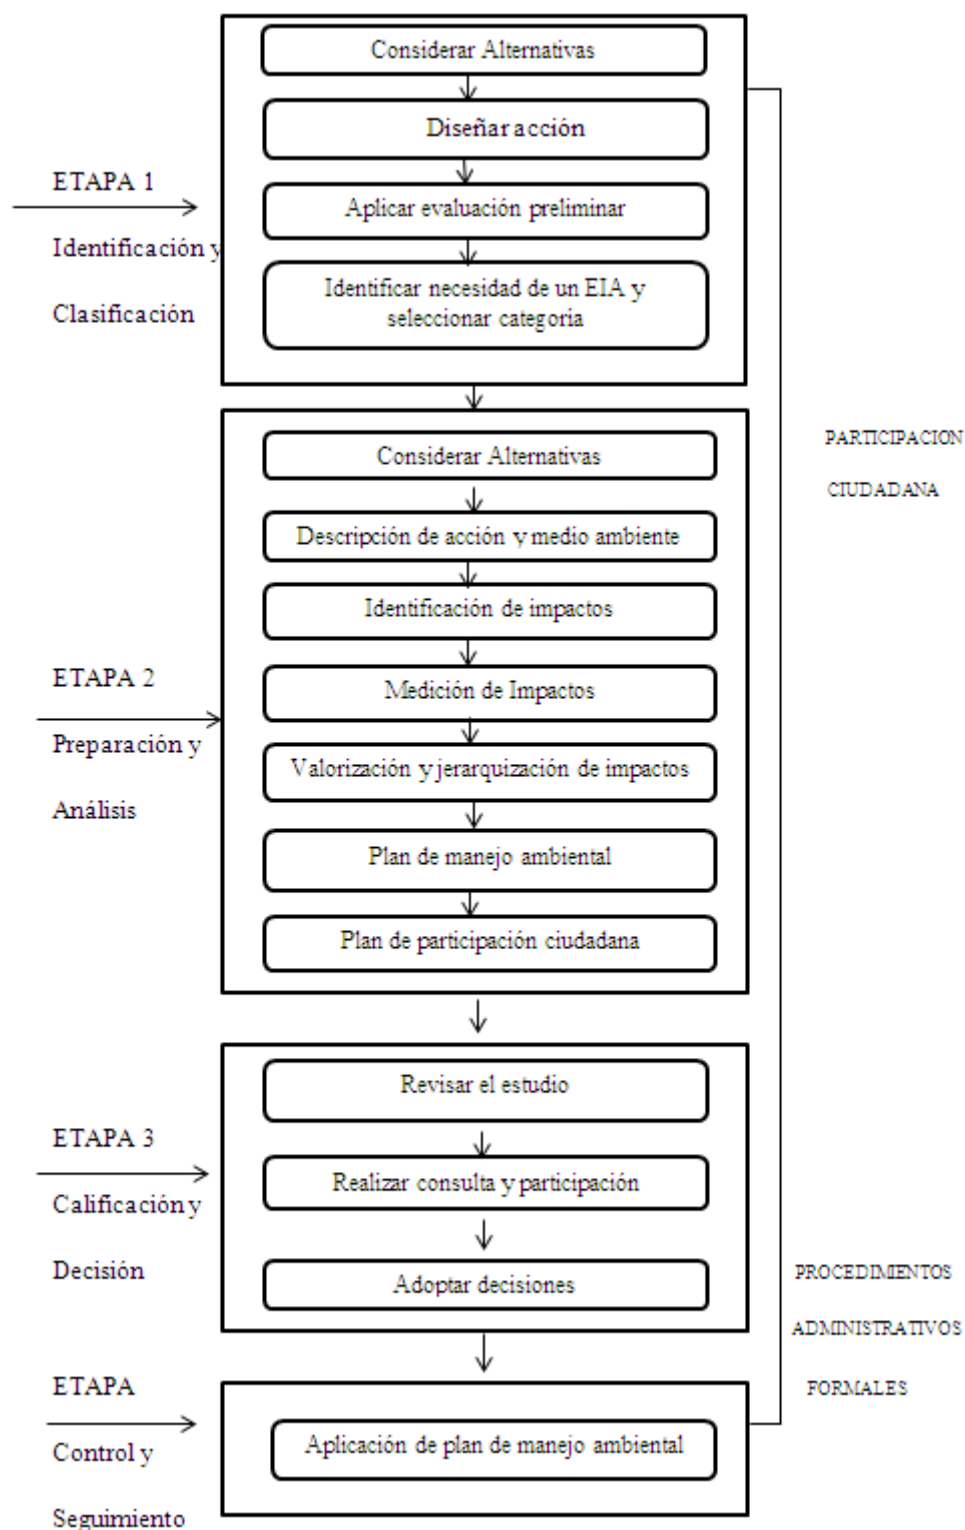 Considerar Alternativas
Diseñar acción
Aplicar evaluación preliminar
Identificar necesidad de un EIA y
seleccionar categoria
ETAPA 1
Identificación y
Clasificación
Considerar Alternativas
Descripción de acción y medio ambiente
Identificación de impactos
Medición de Impactos
Valorización y jerarquización de impactos
Plan de manejo ambiental
Plan de participación ciudadana
ETAPA 2
Preparación y
Análisis
PARTICIPACION
CIUDADANA
Revisar el estudio
Realizar consulta y participación
Adoptar decisiones
ETAPA 3
Calificación y
Decisión
PROCEDIMIENTOS
ADMINISTRATIVOS
FORMALES
ETAPA
Control y
Seguimiento
Aplicación de plan de manejo ambiental